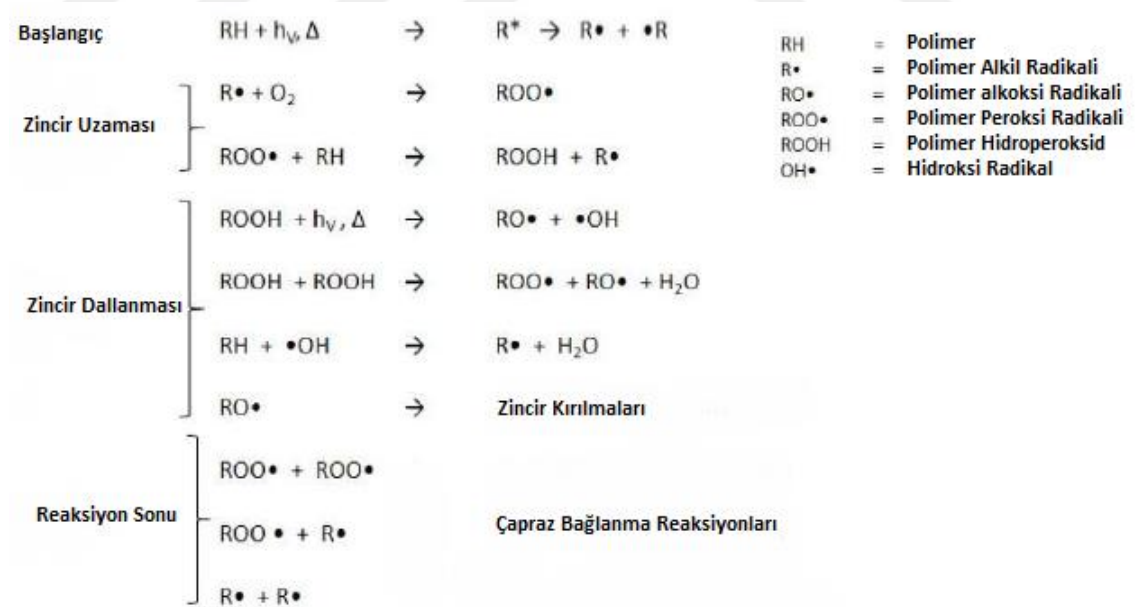 Başlangıç RH + hᵥ, Δ → R* → R• + •R
Zincir Uzaması
R• + O₂ → ROO•
ROO• + RH → ROOH + R•
Zincir Dallanması
ROOH + hᵥ, Δ → RO• + •OH
ROOH + ROOH → ROO• + RO• + H₂O
RH + •OH → R• + H₂O
RO• → Zincir Kırılmaları
Reaksiyon Sonu
ROO• + ROO•
ROO • + R•
R• + R•
Çapraz Bağlanma Reaksiyonları
RH = Polimer
R• = Polimer Alkil Radikali
RO• = Polimer alkoksi Radikali
ROO• = Polimer Peroksi Radikali
ROOH = Polimer Hidroperoksid
OH• = Hidroksi Radikal